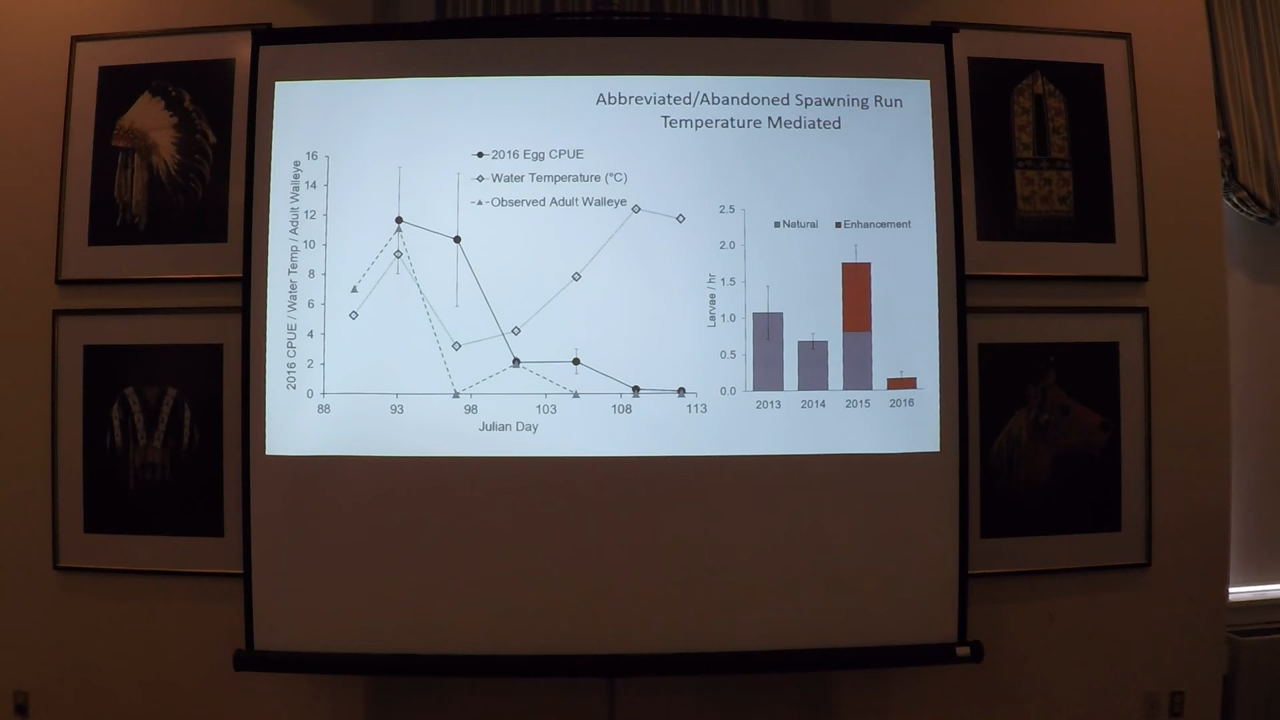 Abbreviated/Abandoned Spawning Run
Temperature Mediated
2016 Egg CPUE
Water Temperature (°C)
Observed Adult Walleye
2016 CPUE / Water Temp / Adult Walleye
16
14
12
10
8
6
4
2
0
88 93 98 103 108 113
Julian Day
Natural Enhancement
Larvae / hr
2.5
2.0
1.5
1.0
0.5
0.0
2013 2014 2015 2016